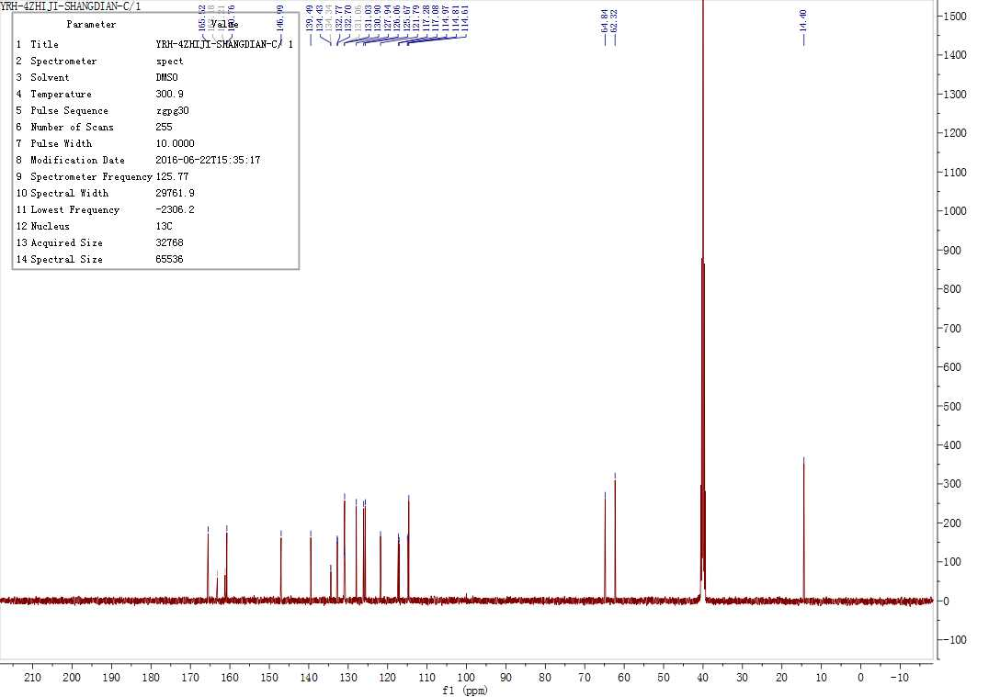 YRH-4ZHIJI-SHANGDIAN-C/1
Parameter Value
1 Title YRH-4ZHIJI-SHANGDIAN-C/ 1
2 Spectrometer spect
3 Solvent DMSO
4 Temperature 300.9
5 Pulse Sequence zgpg30
6 Number of Scans 255
7 Pulse Width 10.0000
8 Modification Date 2016-06-22T15:35:17
9 Spectrometer Frequency 125.77
10 Spectral Width 29761.9
11 Lowest Frequency -2306.2
12 Nucleus 13C
13 Acquired Size 32768
14 Spectral Size 65536
165.52
146.99
139.49
134.43
134.34
132.77
132.70
131.06
131.03
130.90
127.94
126.06
125.67
121.79
117.28
117.08
114.97
114.81
114.61
64.84
62.32
14.40
1500
1400
1300
1200
1100
1000
900
800
700
600
500
400
300
200
100
0
-100
210 200 190 180 170 160 150 140 130 120 110 100 90 80 70 60 50 40 30 20 10 0 -10
f1 (ppm)